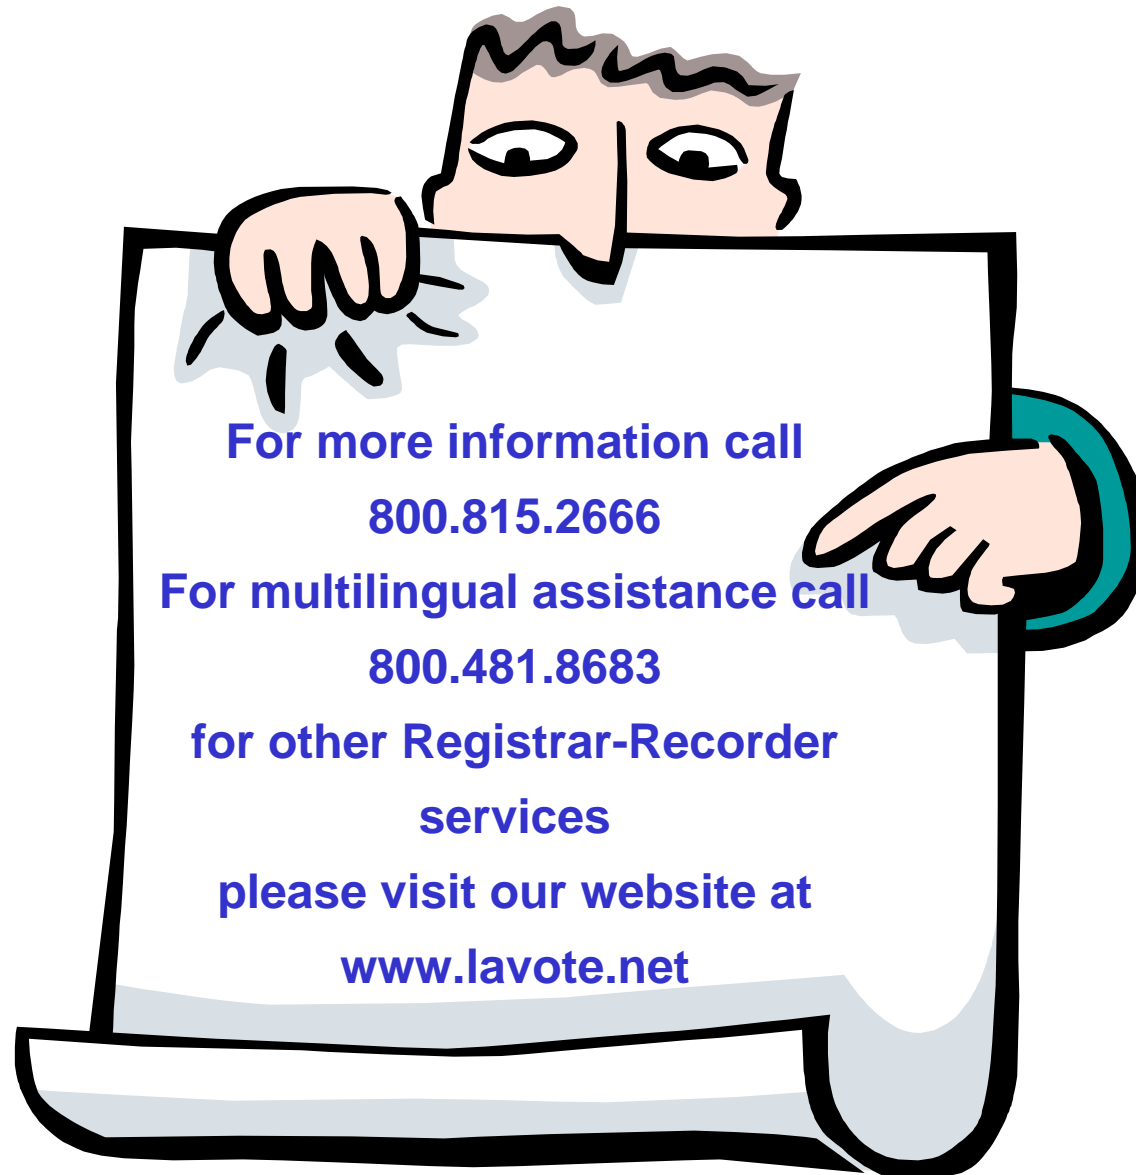 For more information call
800.815.2666
For multilingual assistance call
800.481.8683
for other Registrar-Recorder
services
please visit our website at
www.lavote.net